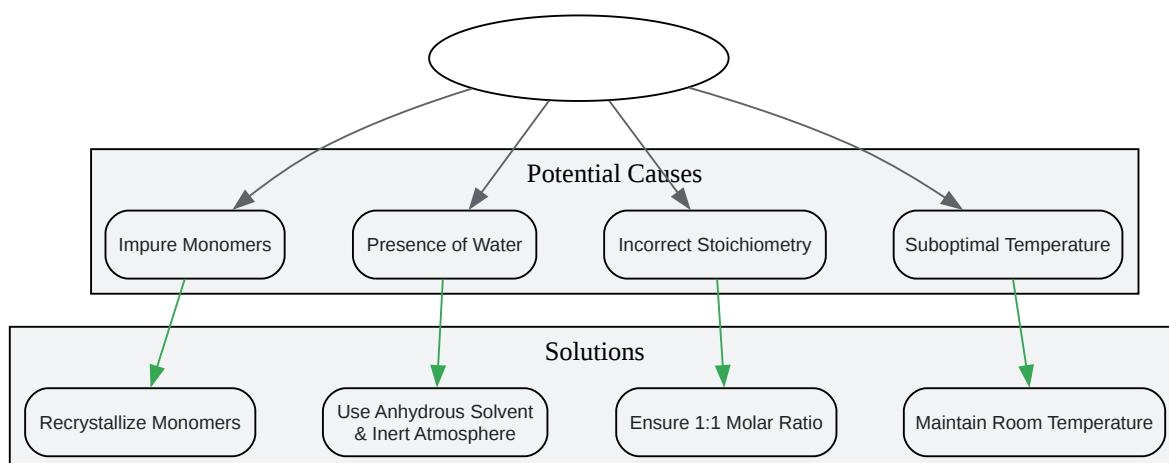 Potential Causes
Impure Monomers
Presence of Water
Incorrect Stoichiometry
Suboptimal Temperature
Solutions
Recrystallize Monomers
Use Anhydrous Solvent
& Inert Atmosphere
Ensure 1:1 Molar Ratio
Maintain Room Temperature